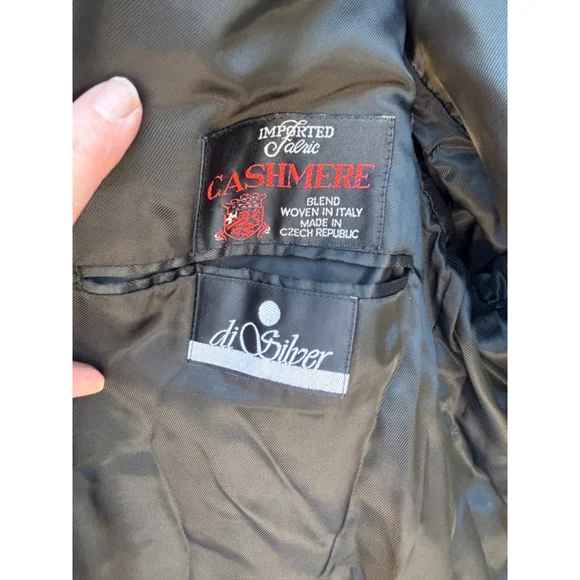 IMPORTED
Fabric
CASHMERE
BLEND
WOVEN IN ITALY
MADE IN
CZECH REPUBLIC
di Silver